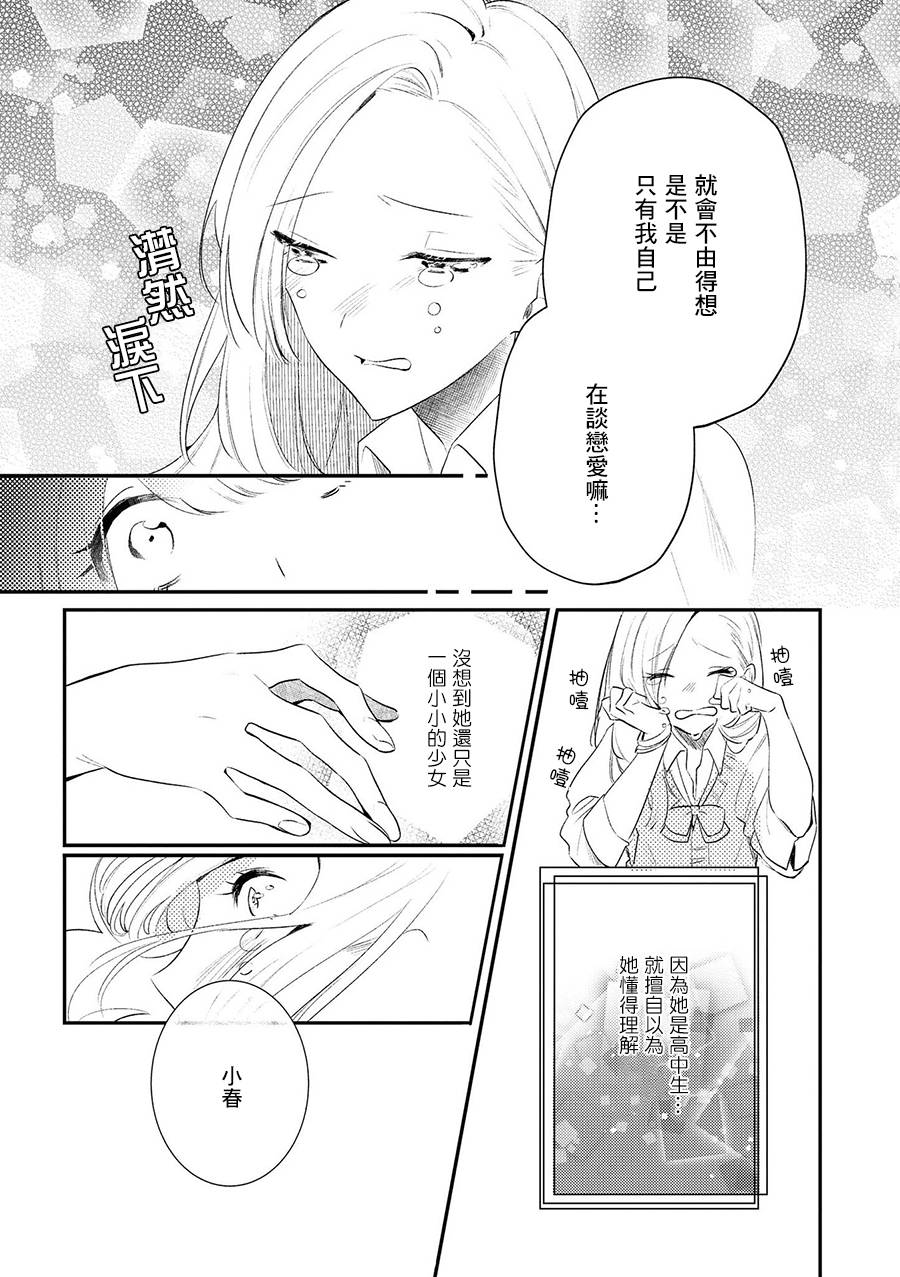 就會不由得想
是不是
只有我自己
在談戀愛嘛…
潸然
淚下
抽噎
抽噎
抽噎
因為她是高中生…
就擅自以為
她懂得理解
沒想到她還只是
一個小小的少女
小春